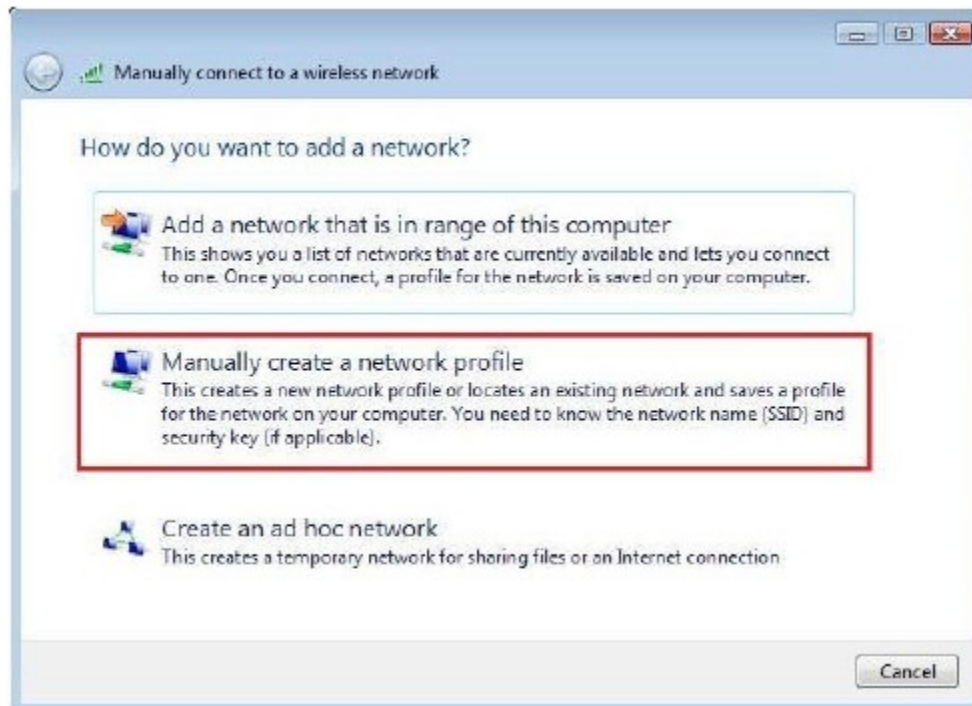 Manually connect to a wireless network
How do you want to add a network?
Add a network that is in range of this computer
This shows you a list of networks that are currently available and lets you connect
to one. Once you connect, a profile for the network is saved on your computer.
Manually create a network profile
This creates a new network profile or locates an existing network and saves a profile
for the network on your computer. You need to know the network name (SSID) and
security key (if applicable).
Create an ad hoc network
This creates a temporary network for sharing files or an Internet connection
Cancel